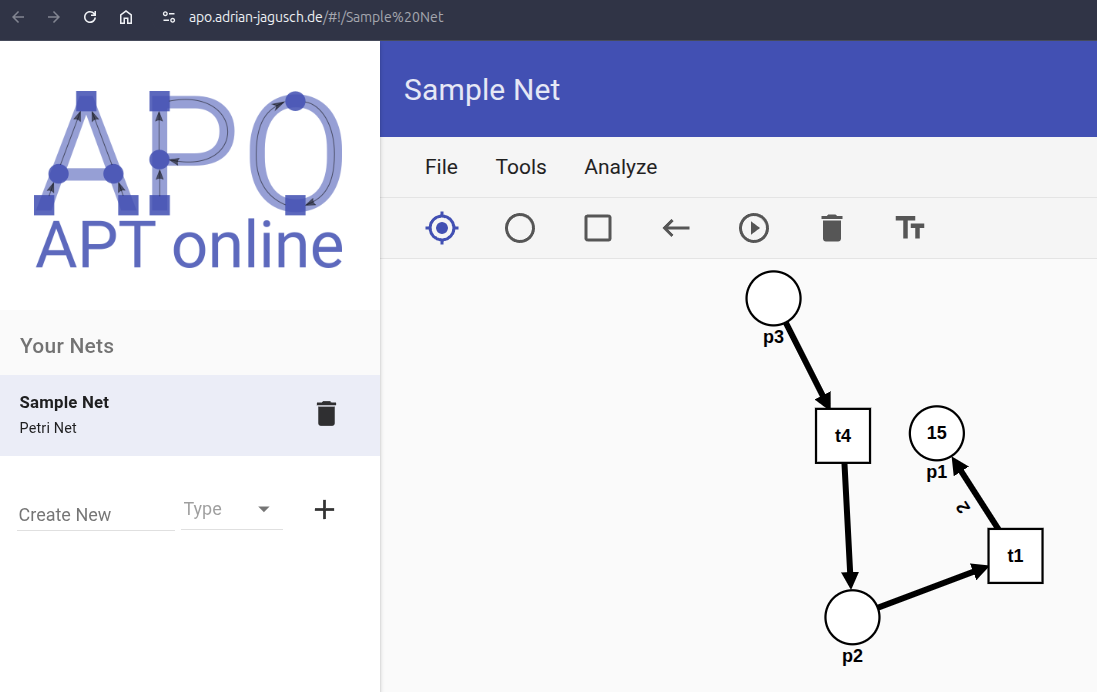 apo.adrian-jagusch.de/#!/Sample%20Net
APO
APT online
Sample Net
File Tools Analyze
Tt
Your Nets
Sample Net
Petri Net
Create New Type
p3
t4
15
p1
2
t1
p2